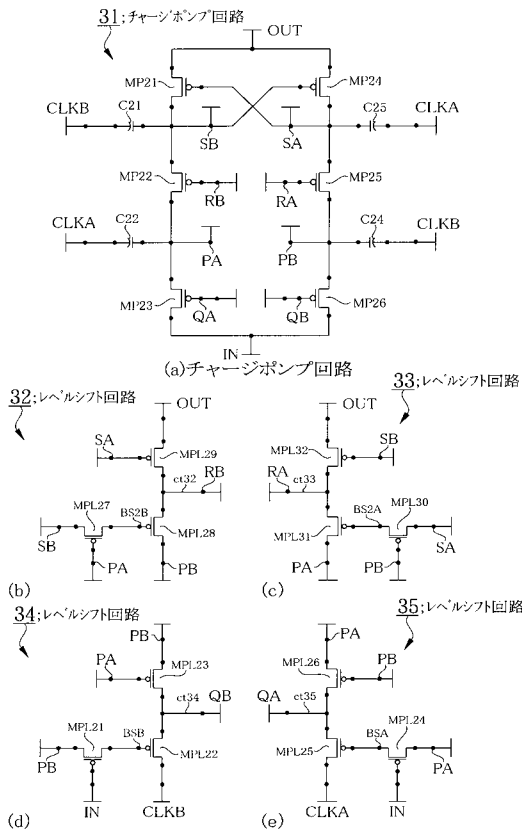 31;チャージポンプ回路
OUT
MP21
MP24
CLKB
C21
C25
CLKA
SB
SA
MP22
MP25
RB
RA
CLKA
C22
C24
CLKB
PA
PB
MP23
QA
QB
MP26
IN
(a)チャージポンプ回路
32;レベルシフト回路
OUT
SA
MPL29
ct32
RB
MPL27
BS2B
SB
MPL28
PA
PB
(b)
33;レベルシフト回路
OUT
MPL32
SB
RA
ct33
BS2A
MPL30
MPL31
SA
PB
PA
(c)
34;レベルシフト回路
PB
PA
MPL23
ct34
QB
MPL21
BSB
PB
MPL22
IN
CLKB
(d)
35;レベルシフト回路
PA
MPL26
PB
QA
ct35
BSA
MPL24
MPL25
PA
CLKA
IN
(e)